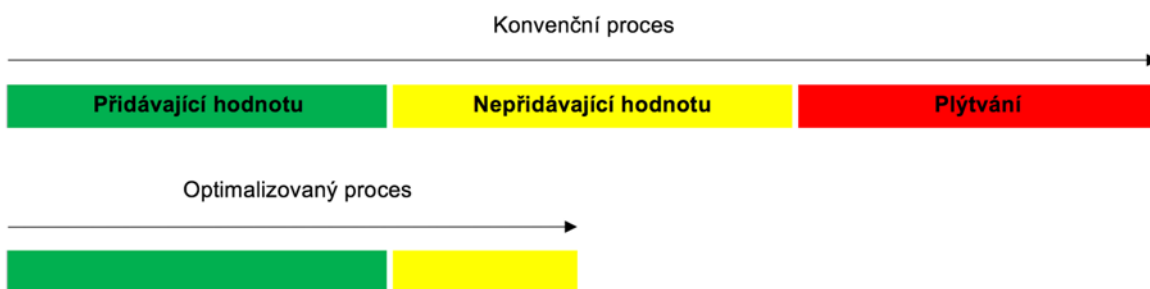 Konvenční proces
Přidávající hodnotu
Nepřidávající hodnotu
Plýtvání
Optimalizovaný proces